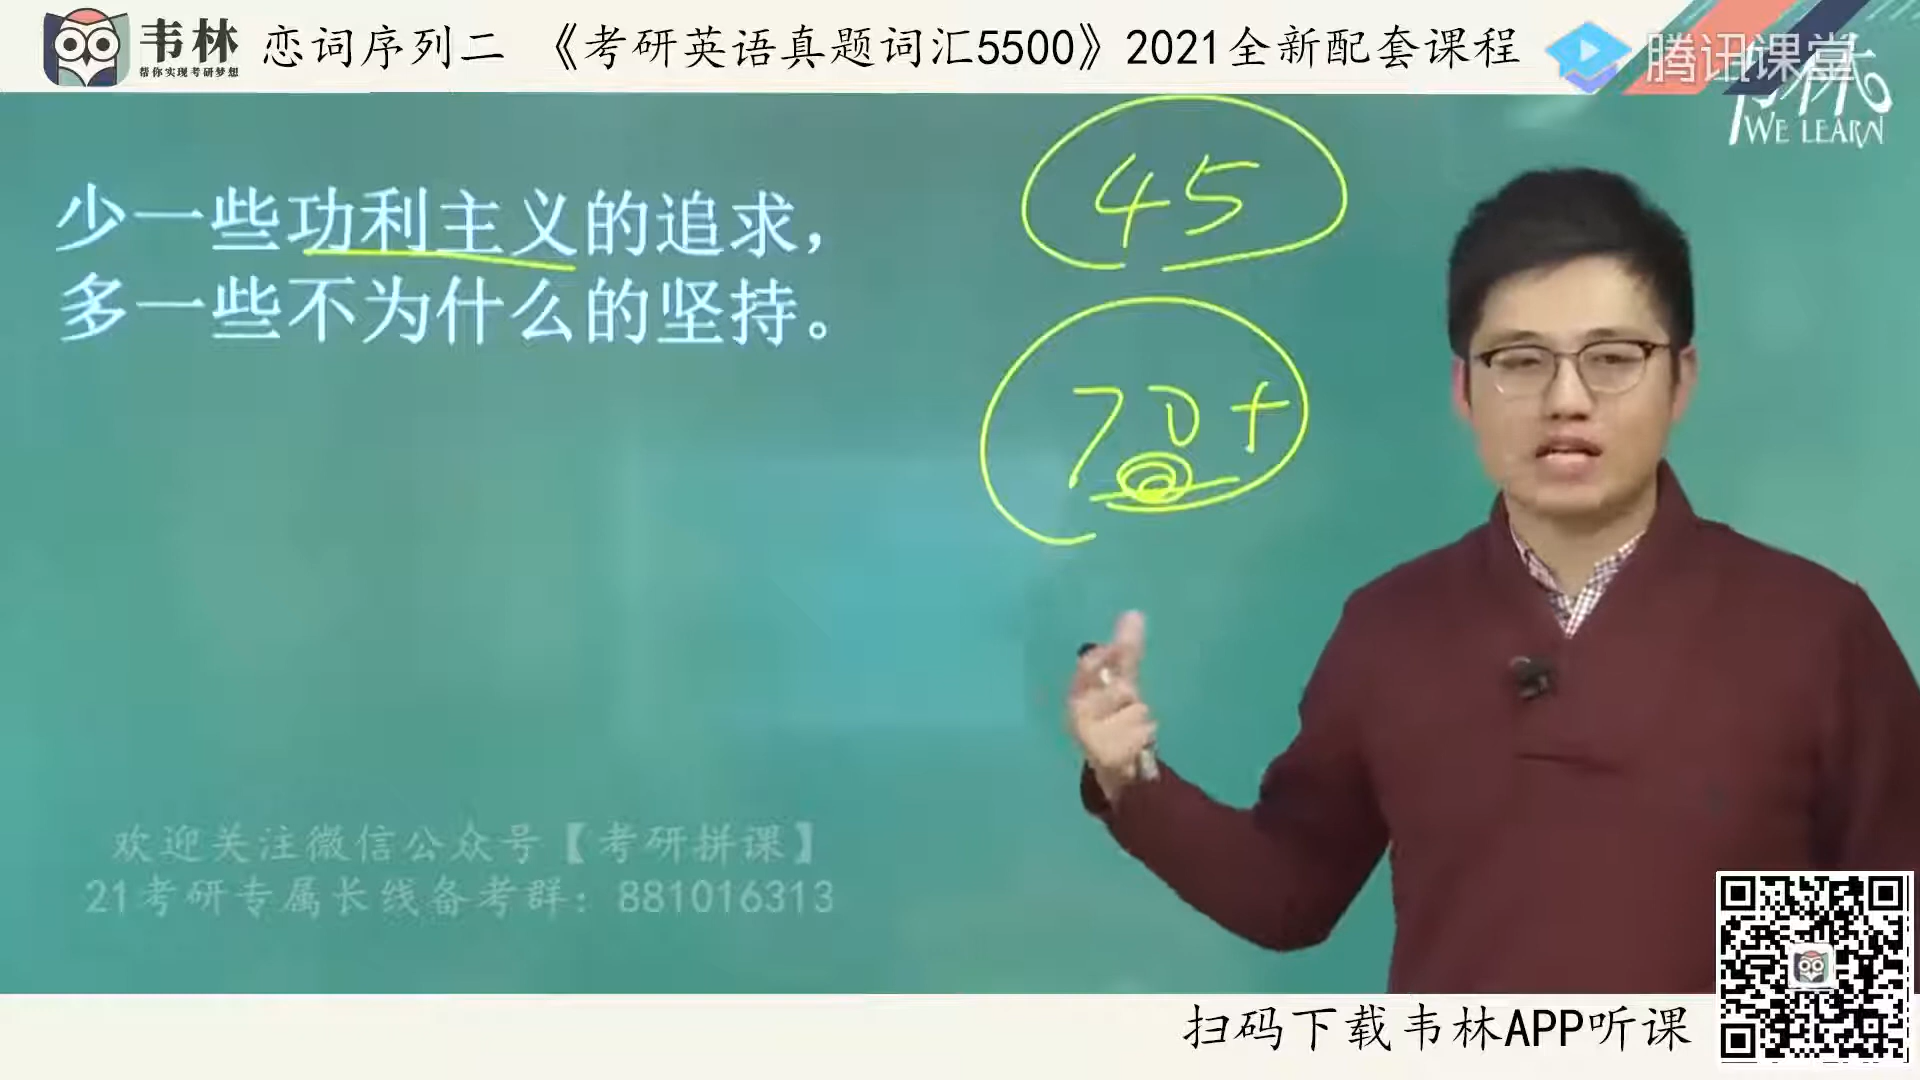 韦林
帮你实现考研梦想
恋词序列二 《考研英语真题词汇5500》2021全新配套课程
腾讯课堂
韦林
WE LEARN
少一些功利主义的追求，
多一些不为什么的坚持。
45
70+
欢迎关注微信公众号【考研拼课】
21考研专属长线备考群：881016313
扫码下载韦林APP听课